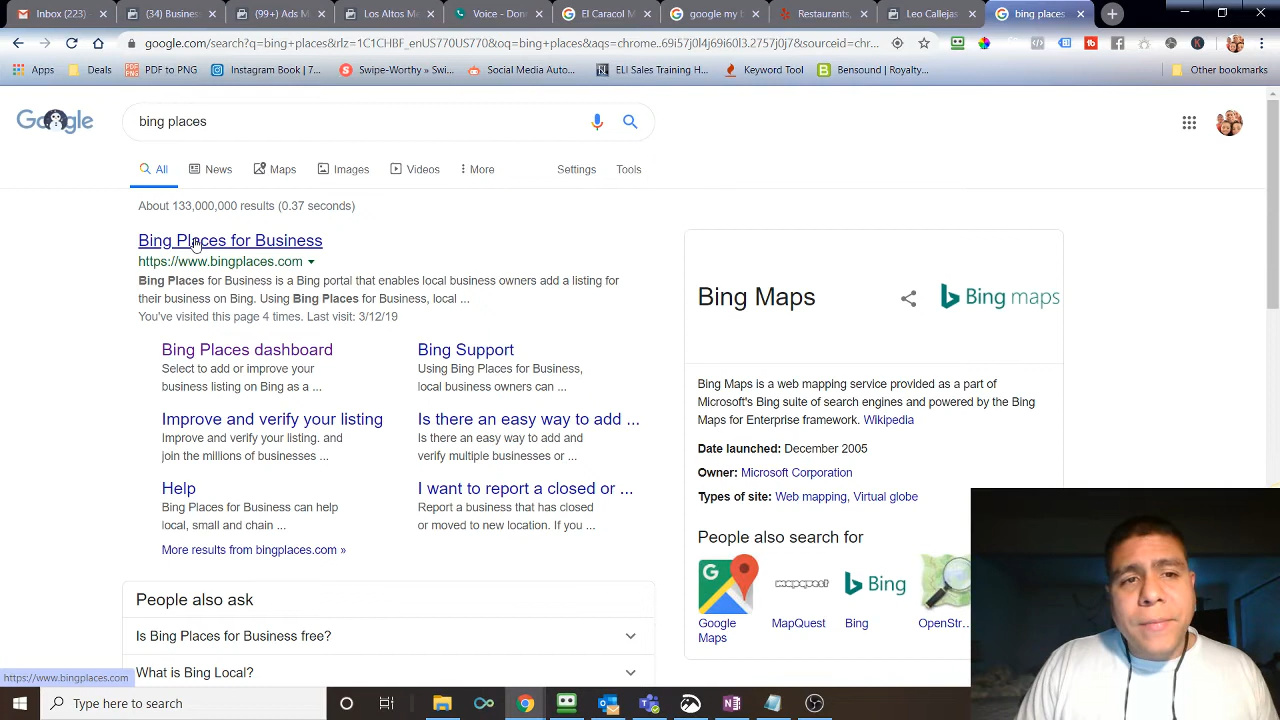 Inbox (223)
(34) Business
(99+) Ads M
Los Altos M
Voice - Don
El Caracol M
google my b
Restaurants,
Leo Callejas
bing places
google.com/search?q=bing+places&rlz=1C1CHBF_enUS770US770&oq=bing+places&aqs=chrome..69i57j0l4j69i60l3.2757j0j7&sourceid=chr...
Apps
Deals
PDF to PNG
Instagram Book | 7...
Swipe-Worthy » Swi...
Social Media Auto...
ELI Sales Training H...
Keyword Tool
Bensound | Royalty...
Other bookmarks
Google
bing places
All
News
Maps
Images
Videos
More
Settings
Tools
About 133,000,000 results (0.37 seconds)
Bing Places for Business
https://www.bingplaces.com
Bing Places for Business is a Bing portal that enables local business owners add a listing for
their business on Bing. Using Bing Places for Business, local ...
You've visited this page 4 times. Last visit: 3/12/19
Bing Places dashboard
Select to add or improve your
business listing on Bing as a ...
Bing Support
Using Bing Places for Business,
local business owners can ...
Improve and verify your listing
Improve and verify your listing. and
join the millions of businesses ...
Is there an easy way to add ...
Is there an easy way to add and
verify multiple businesses or ...
Help
Bing Places for Business can help
local, small and chain ...
I want to report a closed or ...
Report a business that has closed
or moved to new location. If you ...
More results from bingplaces.com »
People also ask
Is Bing Places for Business free?
What is Bing Local?
Bing Maps
Bing maps
Bing Maps is a web mapping service provided as a part of
Microsoft's Bing suite of search engines and powered by the Bing
Maps for Enterprise framework. Wikipedia
Date launched: December 2005
Owner: Microsoft Corporation
Types of site: Web mapping, Virtual globe
People also search for
mapquest
Bing
Google
Maps
MapQuest
Bing
OpenStr...
https://www.bingplaces.com
Type here to search